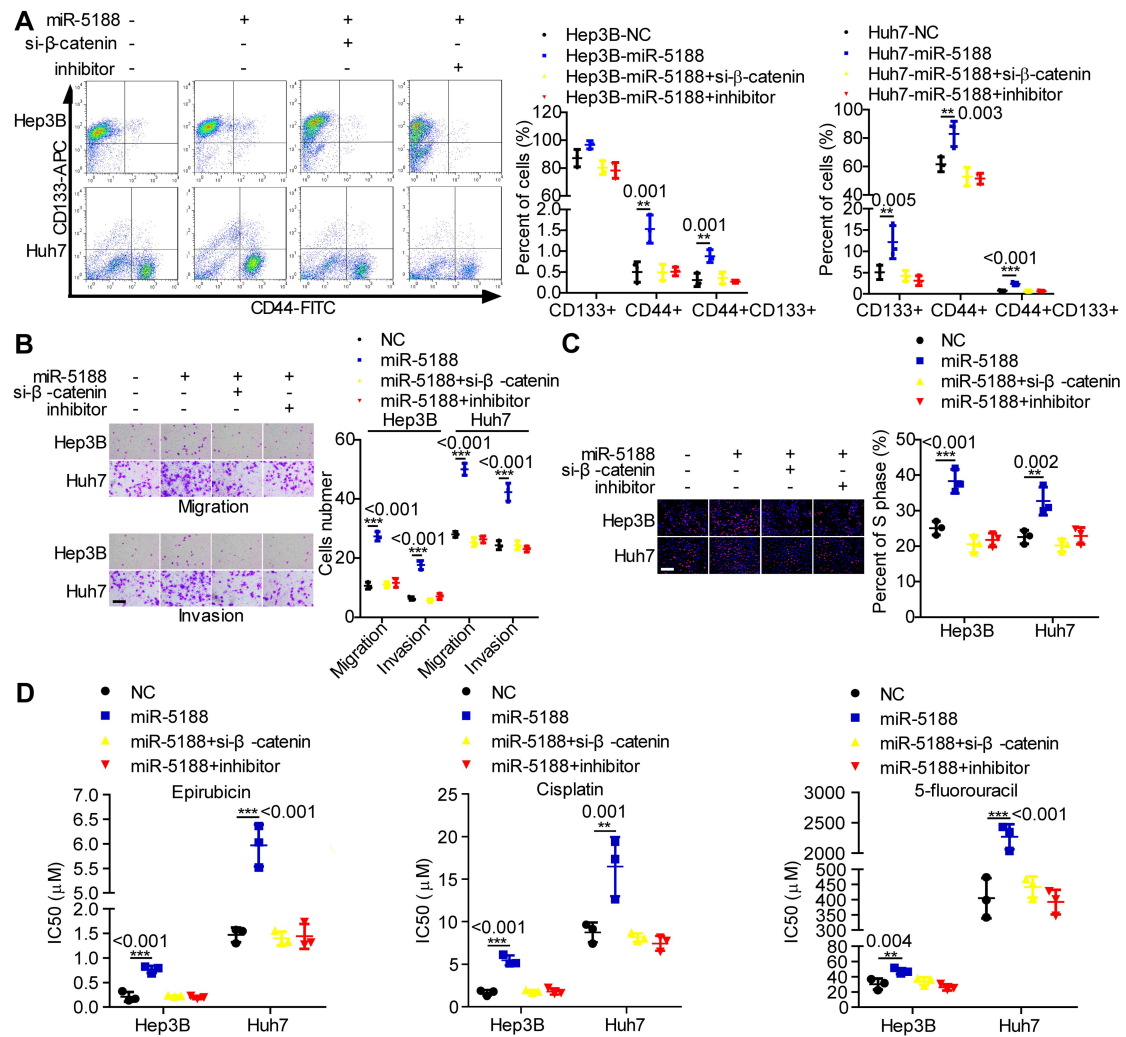 A
miR-5188 - + + +
si-β-catenin - - + -
inhibitor - - - +
Hep3B
Huh7
CD133-APC
CD44-FITC
Hep3B-NC
Hep3B-miR-5188
Hep3B-miR-5188+si-β-catenin
Hep3B-miR-5188+inhibitor
Percent of cells (%)
120
100
80
60
2.0
1.5
1.0
0.5
0.0
0.001
**
0.001
**
CD133+ CD44+ CD44+CD133+
Huh7-NC
Huh7-miR-5188
Huh7-miR-5188+si-β-catenin
Huh7-miR-5188+inhibitor
Percent of cells (%)
100
80
60
40
20
15
10
5
0
** 0.003
0.005
**
<0.001
***
CD133+ CD44+ CD44+CD133+
B
miR-5188 - + + +
si-β -catenin - - + -
inhibitor - - - +
Hep3B
Huh7
Migration
Hep3B
Huh7
Invasion
NC
miR-5188
miR-5188+si-β -catenin
miR-5188+inhibitor
Hep3B Huh7
Cells nubmer
60
40
20
0
<0.001
***
<0.001
***
<0.001
***
<0.001
***
Migration Invasion Migration Invasion
C
miR-5188 - + + +
si-β -catenin - - + -
inhibitor - - - +
Hep3B
Huh7
NC
miR-5188
miR-5188+si-β -catenin
miR-5188+inhibitor
Percent of S phase (%)
50
40
30
20
10
0
<0.001
***
0.002
**
Hep3B Huh7
D
NC
miR-5188
miR-5188+si-β -catenin
miR-5188+inhibitor
Epirubicin
IC50 (μM)
7.0
6.5
6.0
5.5
5.0
2.0
1.5
1.0
0.5
0.0
<0.001
***
*** <0.001
Hep3B Huh7
NC
miR-5188
miR-5188+si-β -catenin
miR-5188+inhibitor
Cisplatin
IC50 (μM)
25
20
15
10
5
0
<0.001
***
0.001
**
Hep3B Huh7
NC
miR-5188
miR-5188+si-β -catenin
miR-5188+inhibitor
5-fluorouracil
IC50 (μM)
3000
2500
2000
500
450
400
350
300
80
60
40
20
0
0.004
**
*** <0.001
Hep3B Huh7